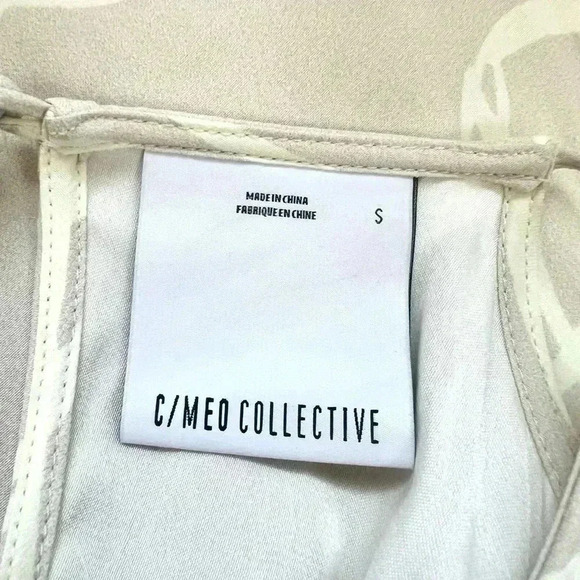 MADE IN CHINA
FABRIQUE EN CHINE
S
C/MEO COLLECTIVE